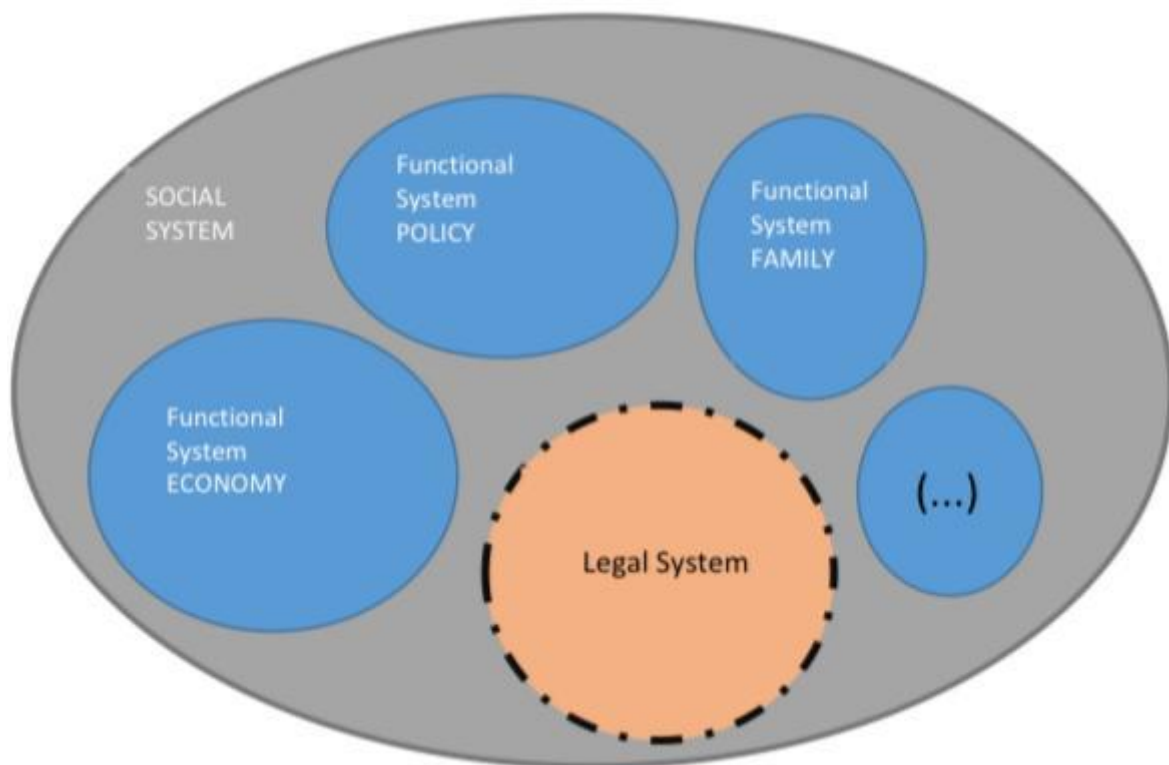 SOCIAL
SYSTEM
Functional
System
POLICY
Functional
System
FAMILY
Functional
System
ECONOMY
Legal System
(...)